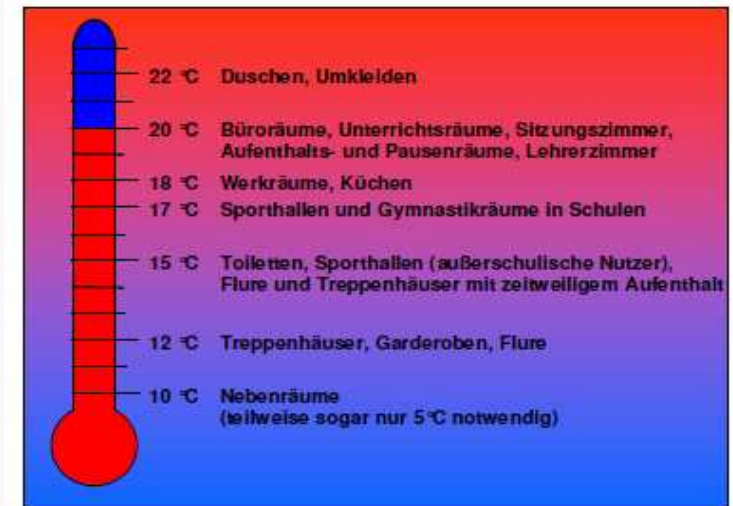 22 °C Duschen, Umkleiden
20 °C Büroräume, Unterrichtsräume, Sitzungszimmer,
Aufenthalts- und Pausenräume, Lehrerzimmer
18 °C Werkräume, Küchen
17 °C Sporthallen und Gymnastikräume in Schulen
15 °C Toiletten, Sporthallen (außerschulische Nutzer),
Flure und Treppenhäuser mit zeitweiligem Aufenthalt
12 °C Treppenhäuser, Garderoben, Flure
10 °C Nebenräume
(teilweise sogar nur 5°C notwendig)